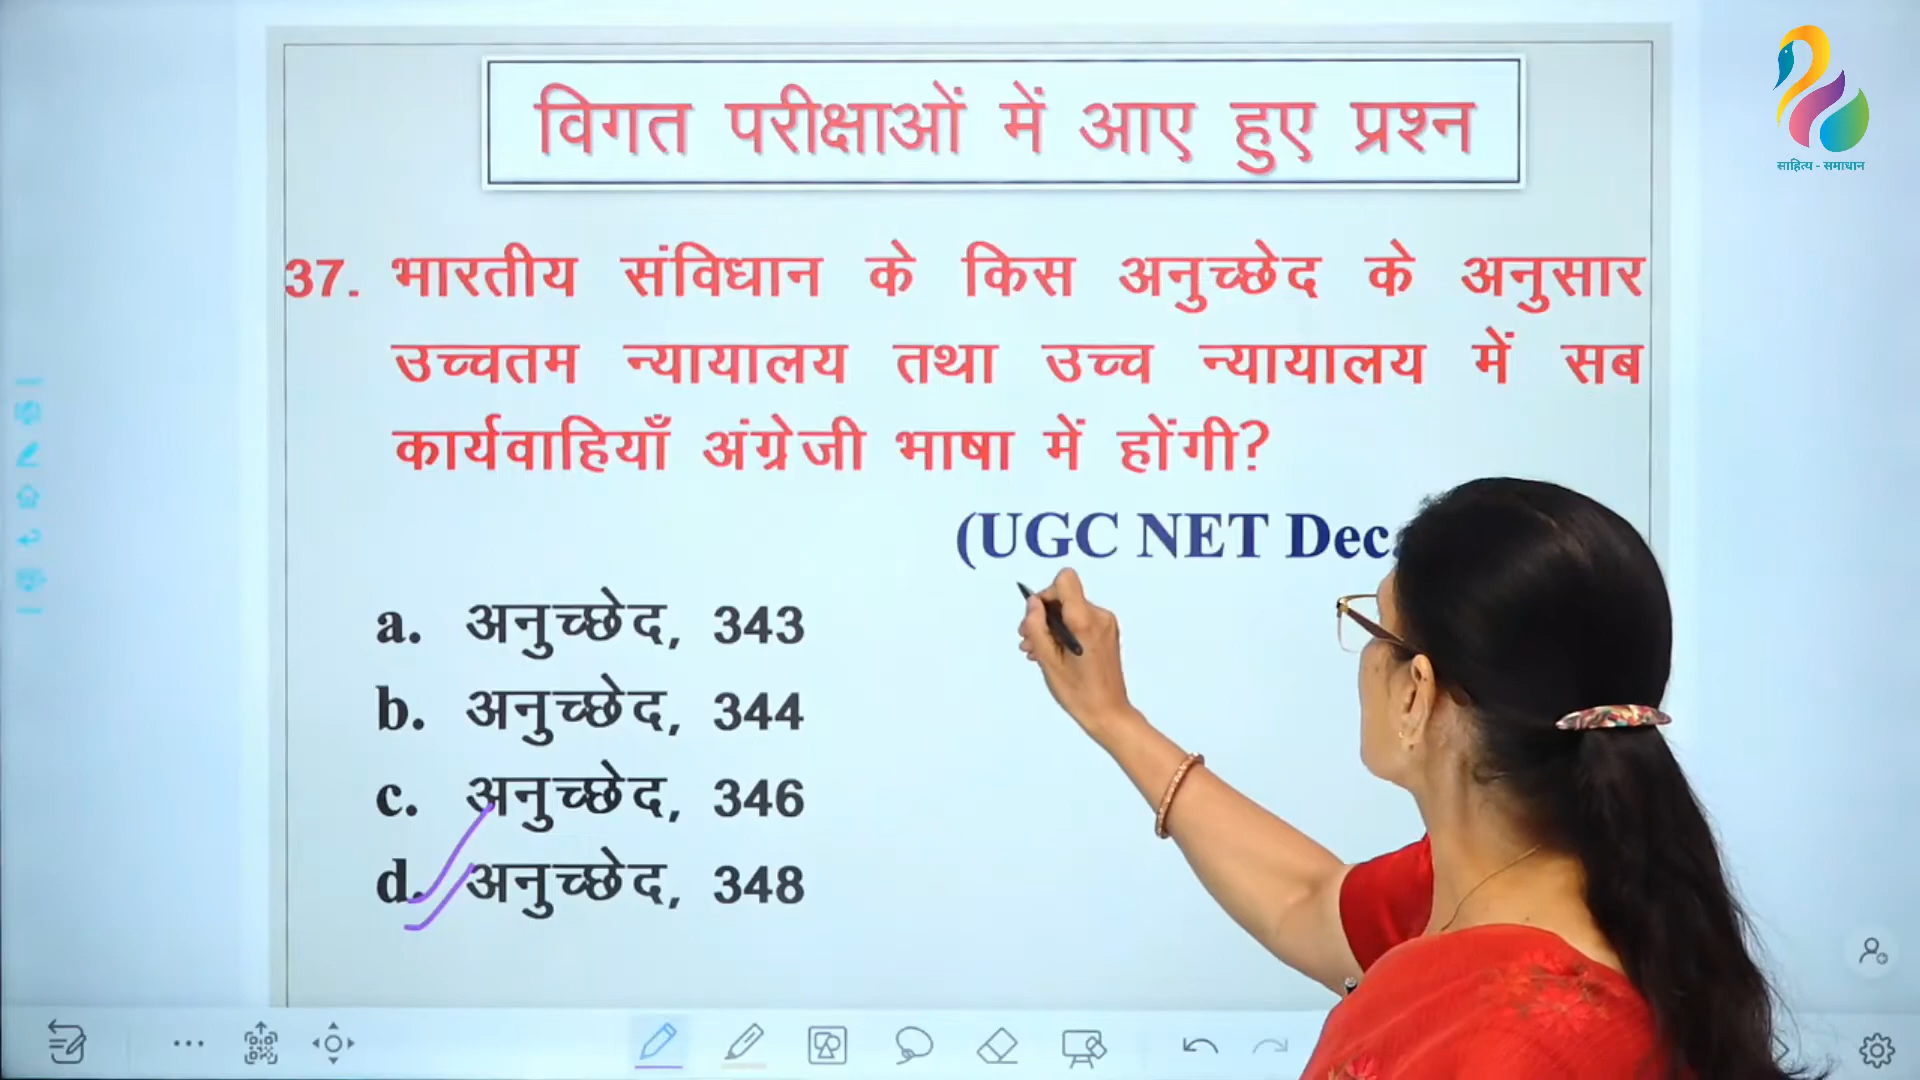 विगत परीक्षाओं में आए हुए प्रश्न
साहित्य - समाधान
37. भारतीय संविधान के किस अनुच्छेद के अनुसार
उच्चतम न्यायालय तथा उच्च न्यायालय में सब
कार्यवाहियाँ अंग्रेजी भाषा में होंगी?
(UGC NET Dec.
a. अनुच्छेद, 343
b. अनुच्छेद, 344
c. अनुच्छेद, 346
d. अनुच्छेद, 348